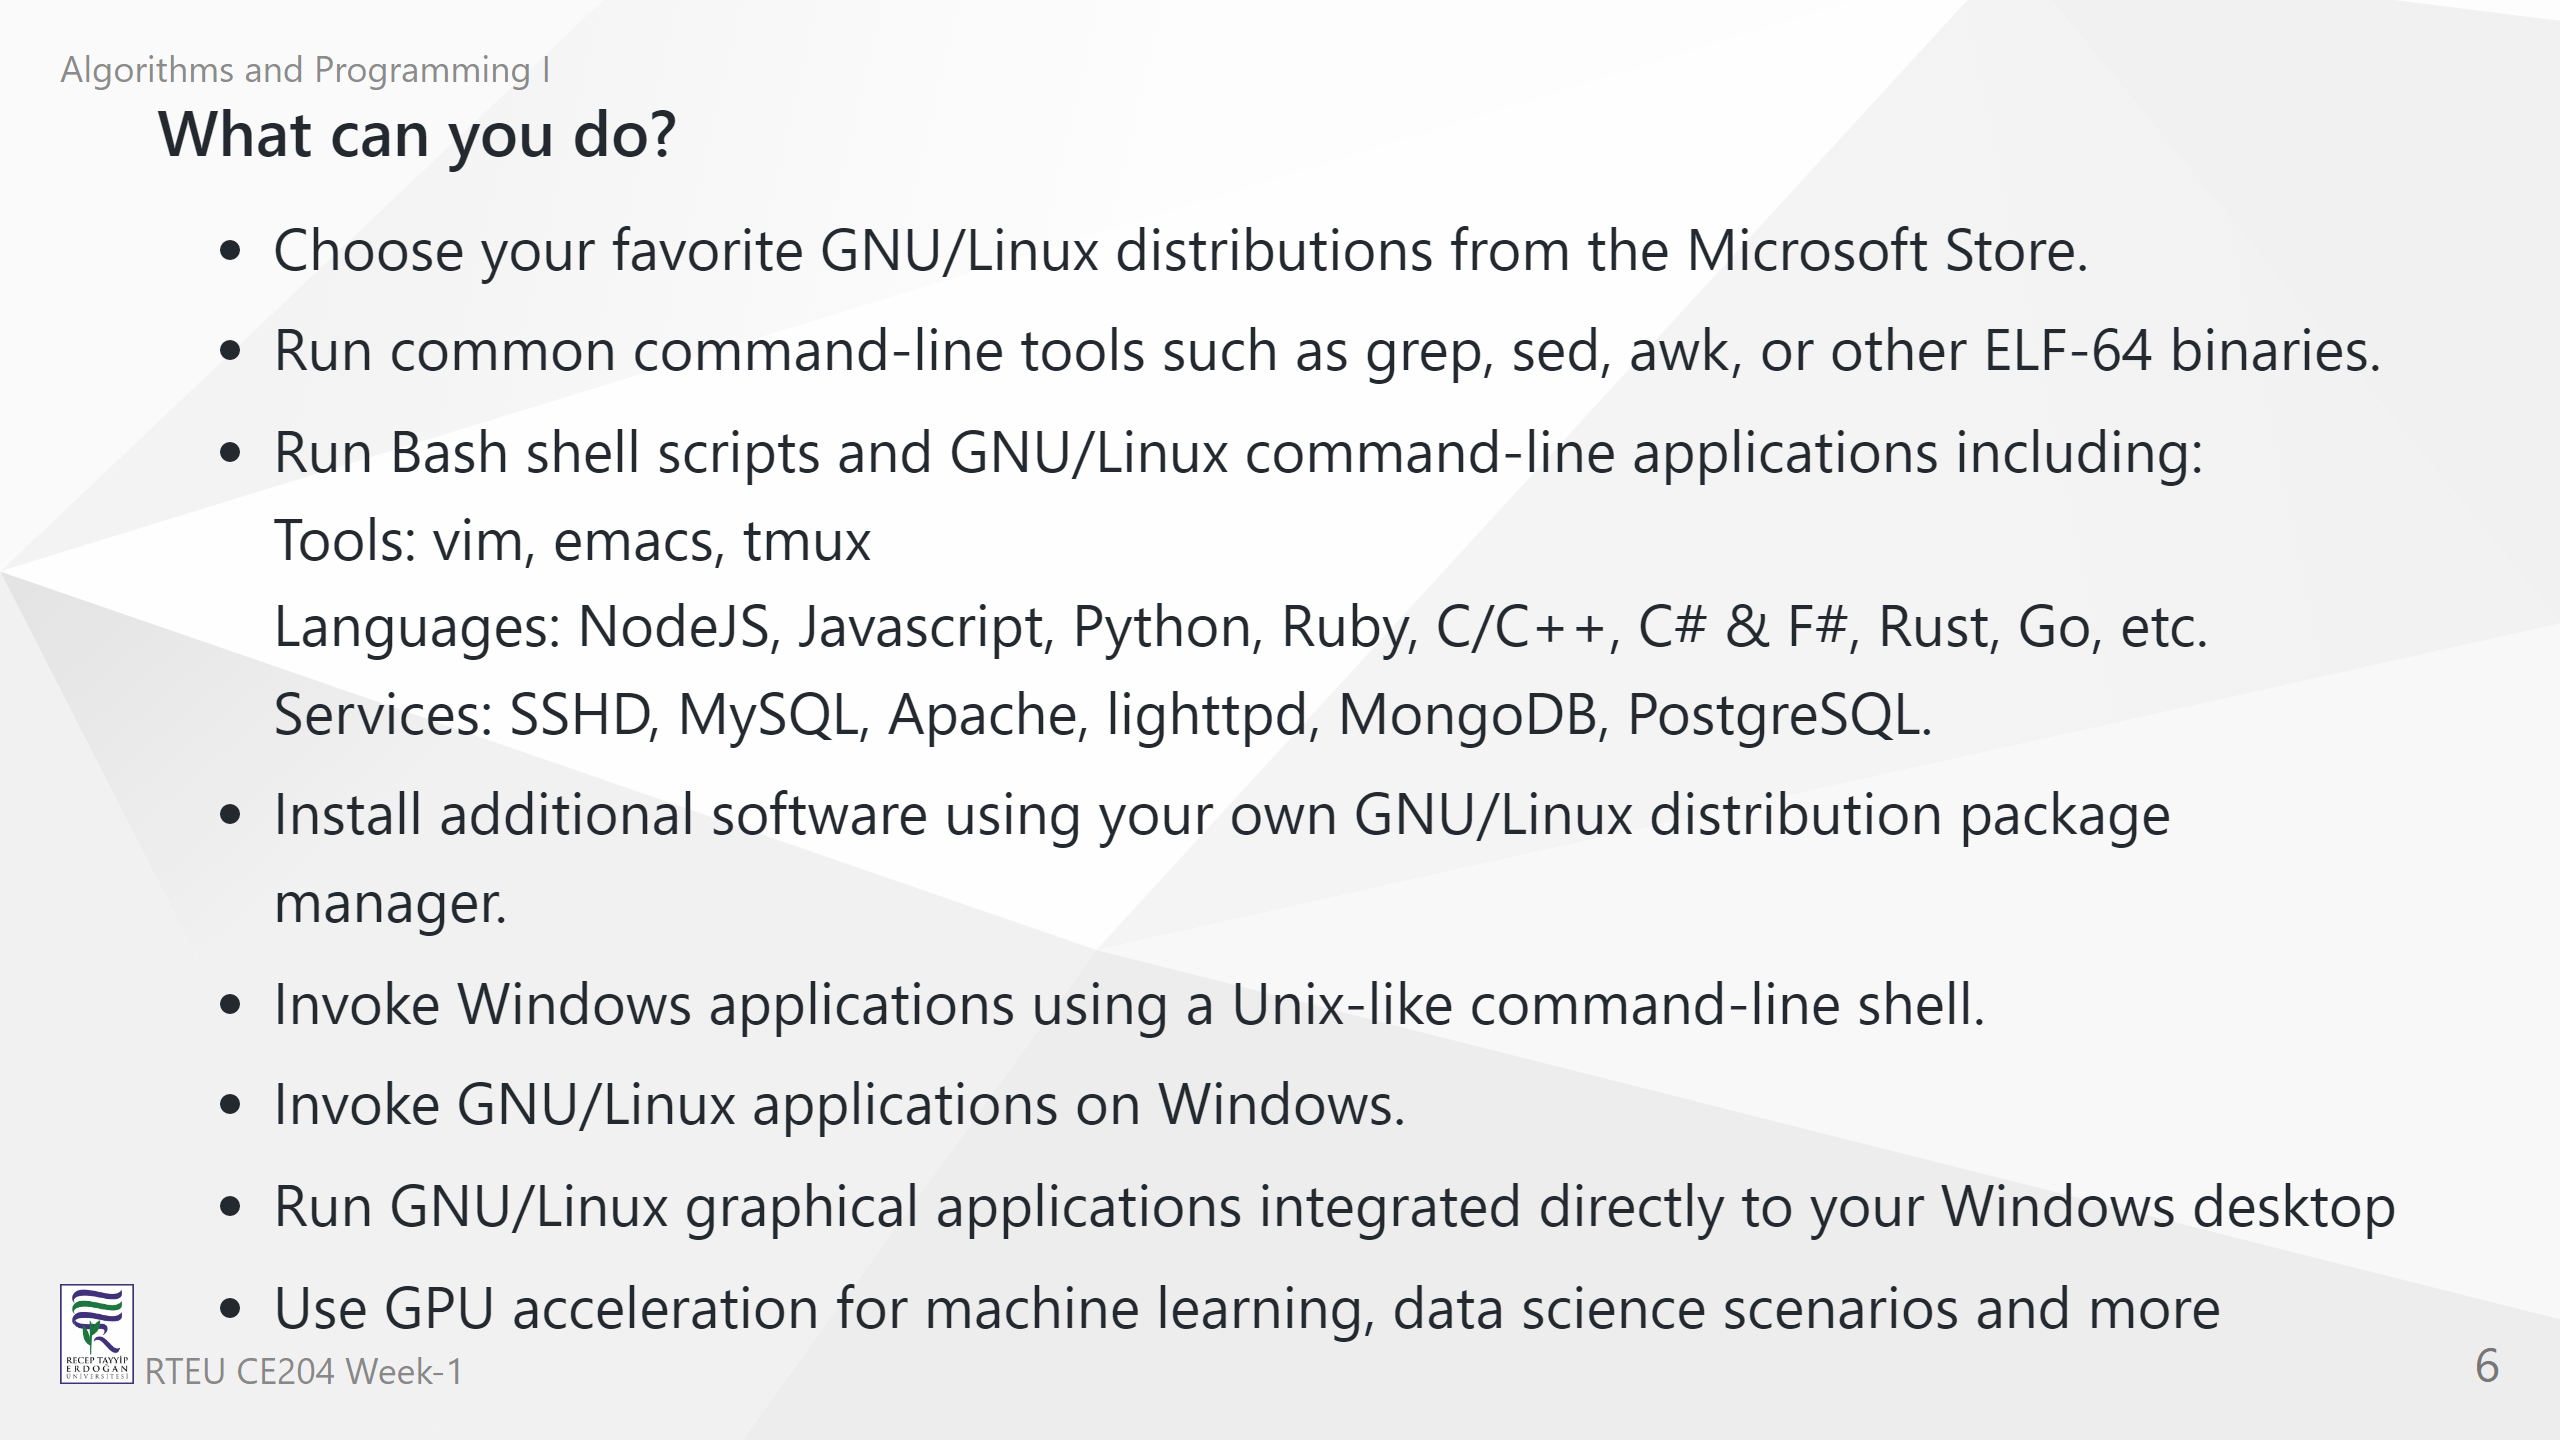 Algorithms and Programming I
What can you do?
• Choose your favorite GNU/Linux distributions from the Microsoft Store.
• Run common command-line tools such as grep, sed, awk, or other ELF-64 binaries.
• Run Bash shell scripts and GNU/Linux command-line applications including:
Tools: vim, emacs, tmux
Languages: NodeJS, Javascript, Python, Ruby, C/C++, C# & F#, Rust, Go, etc.
Services: SSHD, MySQL, Apache, lighttpd, MongoDB, PostgreSQL.
• Install additional software using your own GNU/Linux distribution package
manager.
• Invoke Windows applications using a Unix-like command-line shell.
• Invoke GNU/Linux applications on Windows.
• Run GNU/Linux graphical applications integrated directly to your Windows desktop
• Use GPU acceleration for machine learning, data science scenarios and more
RECEP TAYYİP
ERDOĞAN
ÜNİVERSİTESİ
RTEU CE204 Week-1
6